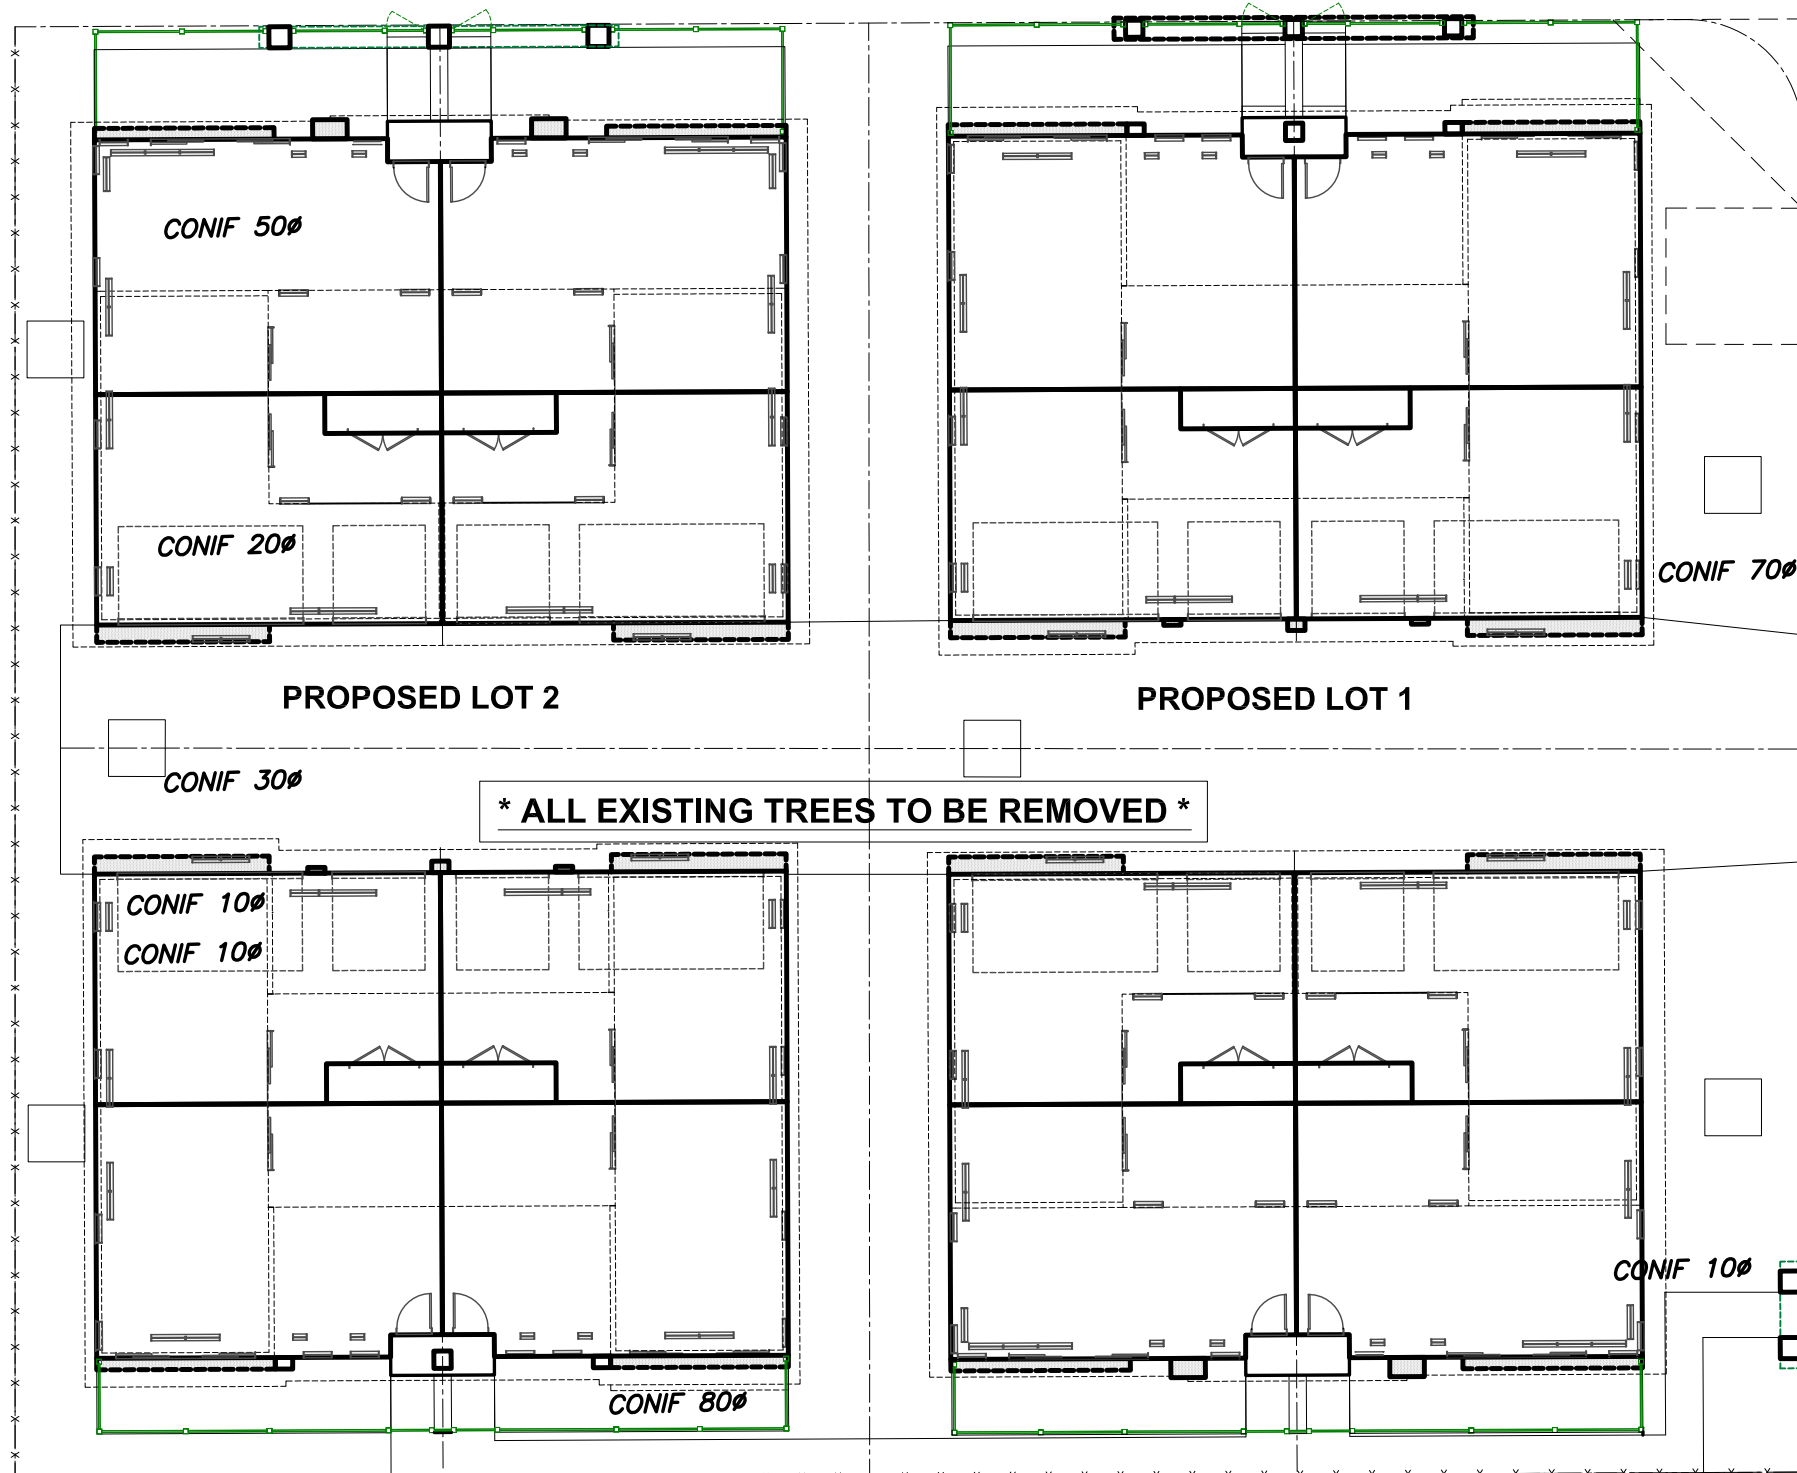 CONIF 50ø
CONIF 20ø
CONIF 70ø
PROPOSED LOT 2
PROPOSED LOT 1
CONIF 30ø
* ALL EXISTING TREES TO BE REMOVED *
CONIF 10ø
CONIF 10ø
CONIF 10ø
CONIF 80ø